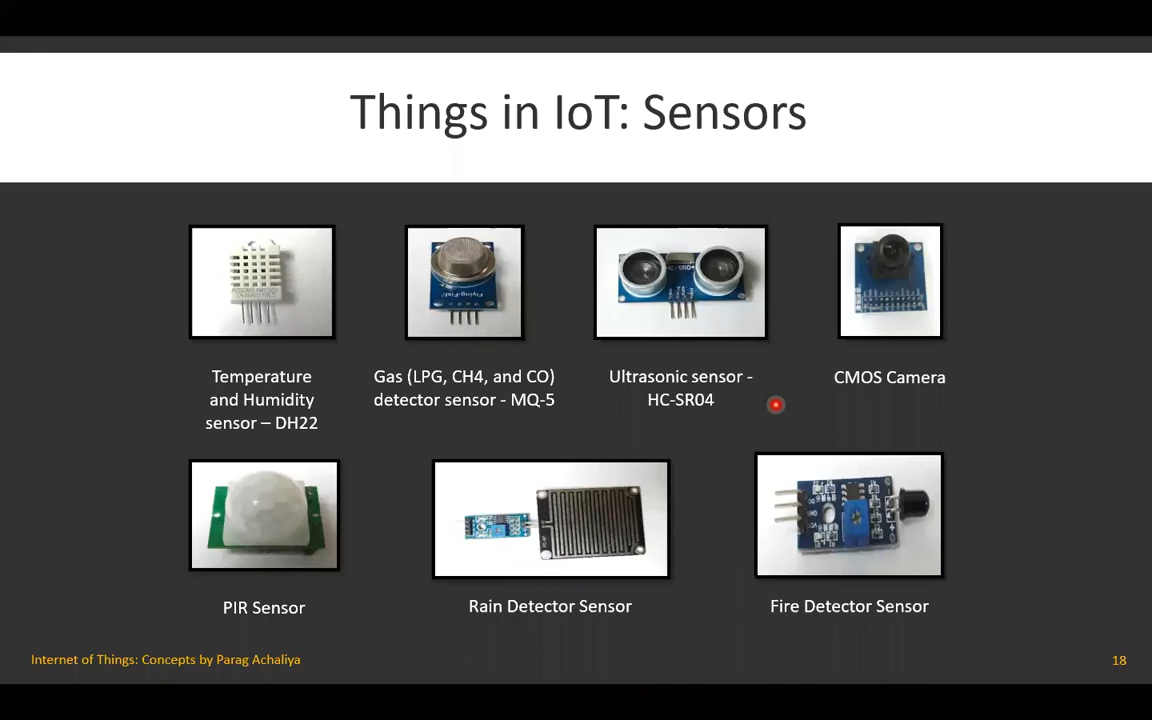 Things in IoT: Sensors
HC-SR04
Temperature
and Humidity
sensor – DH22
Gas (LPG, CH4, and CO)
detector sensor - MQ-5
Ultrasonic sensor -
HC-SR04
CMOS Camera
PIR Sensor
Rain Detector Sensor
Fire Detector Sensor
Internet of Things: Concepts by Parag Achaliya
18